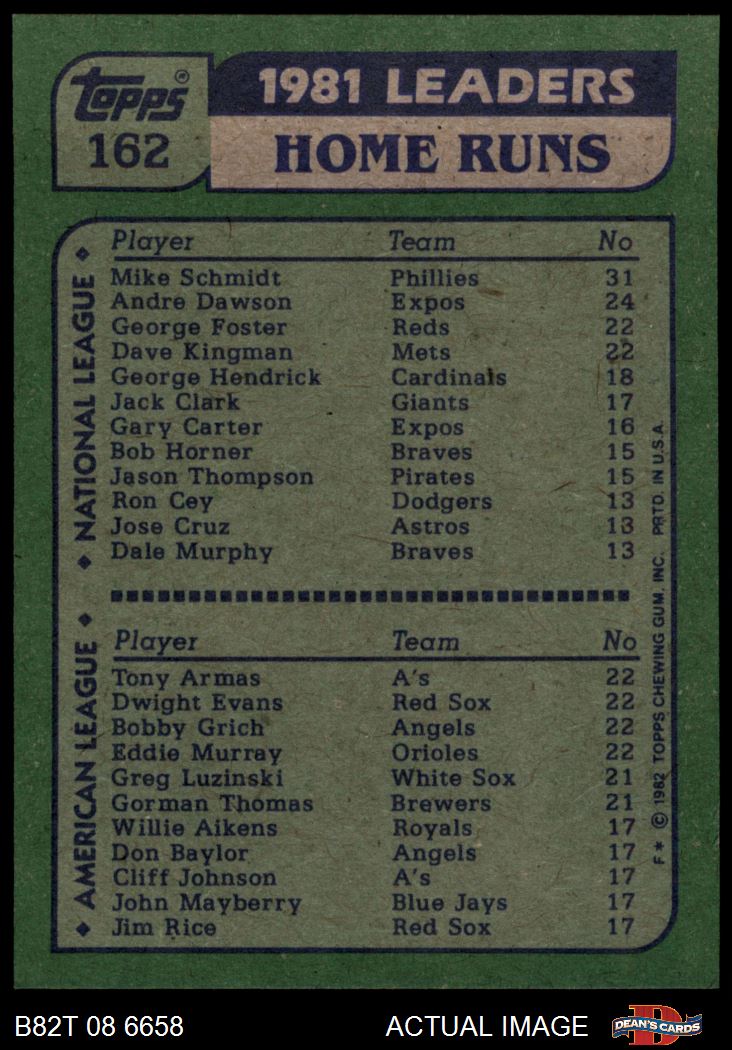 Topps®
162
1981 LEADERS
HOME RUNS
◆ NATIONAL LEAGUE ◆
Player Team No
Mike Schmidt Phillies 31
Andre Dawson Expos 24
George Foster Reds 22
Dave Kingman Mets 22
George Hendrick Cardinals 18
Jack Clark Giants 17
Gary Carter Expos 16
Bob Horner Braves 15
Jason Thompson Pirates 15
Ron Cey Dodgers 13
Jose Cruz Astros 13
Dale Murphy Braves 13
◆ AMERICAN LEAGUE ◆
Player Team No
Tony Armas A's 22
Dwight Evans Red Sox 22
Bobby Grich Angels 22
Eddie Murray Orioles 22
Greg Luzinski White Sox 21
Gorman Thomas Brewers 21
Willie Aikens Royals 17
Don Baylor Angels 17
Cliff Johnson A's 17
John Mayberry Blue Jays 17
Jim Rice Red Sox 17
F* © 1982 TOPPS CHEWING GUM, INC. PRTD. IN U.S.A.
B82T 08 6658 ACTUAL IMAGE
D
DEAN'S CARDS